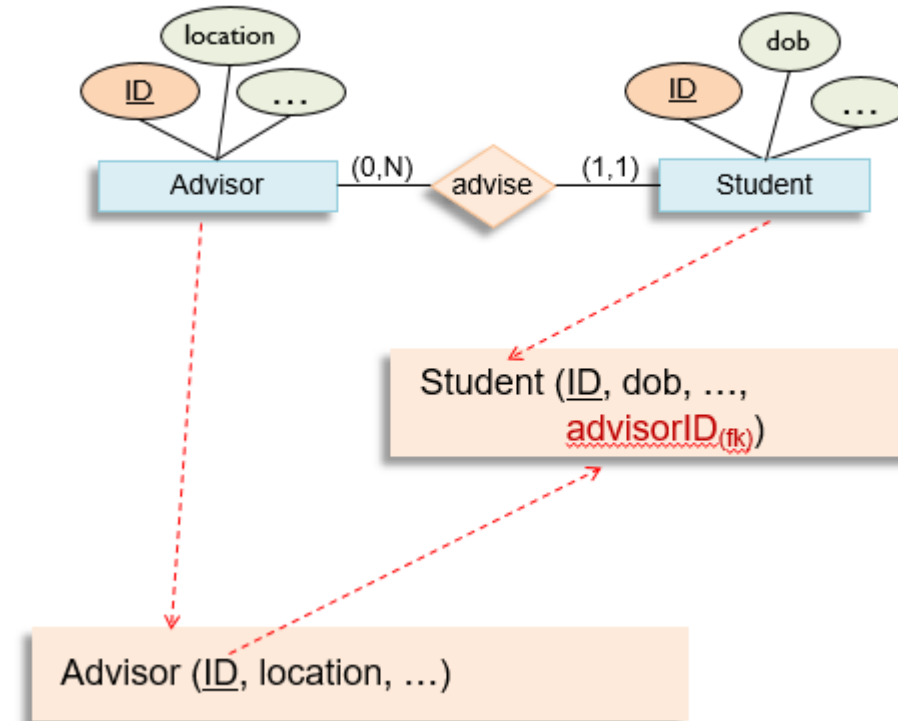 location
ID
...
dob
ID
...
Advisor
(0,N)
advise
(1,1)
Student
Student (ID, dob, …,
advisorID(fk))
Advisor (ID, location, …)